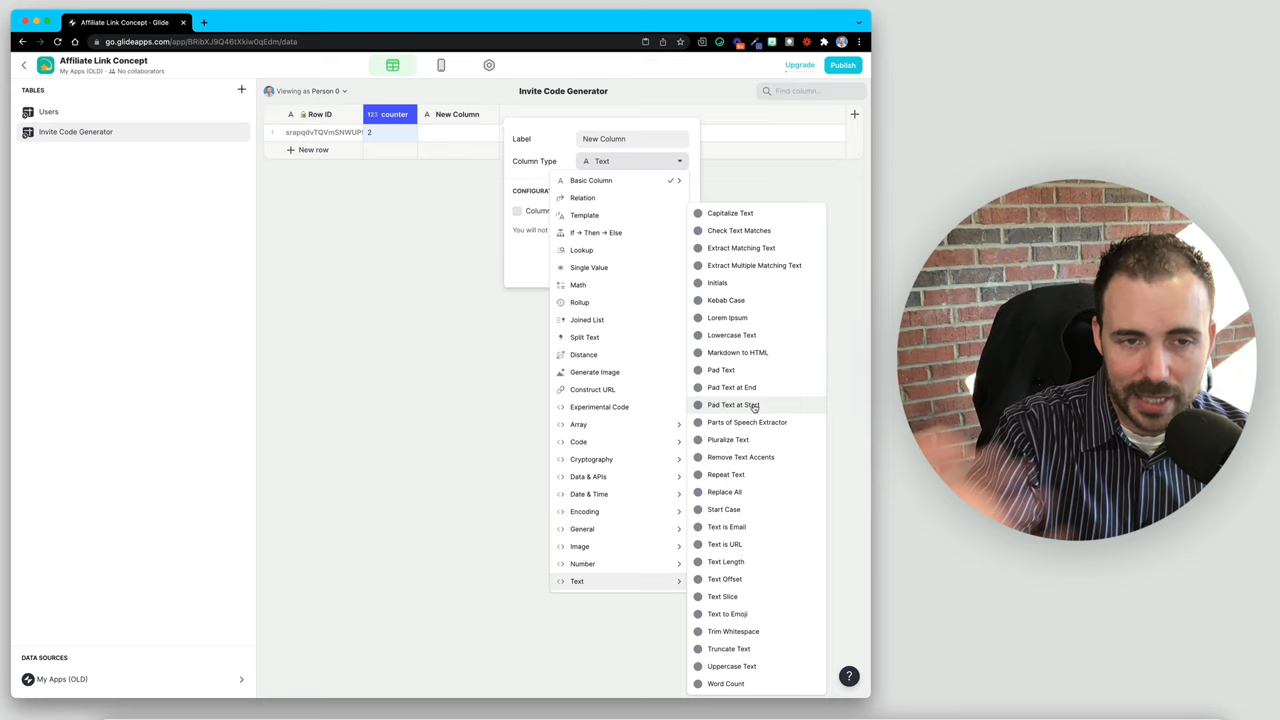 Affiliate Link Concept - Glide
go.glideapps.com/app/BRibXJ9Q46tXkiw0qEdm/data
Affiliate Link Concept
My Apps (OLD) · No collaborators
Upgrade
Publish
TABLES
Users
Invite Code Generator
Viewing as Person 0
Invite Code Generator
Find column...
A Row ID
123 counter
A New Column
1 srapqdvTQVmSNWUP
2
New row
Label
New Column
Column Type
A Text
CONFIGURAT
Column
You will not
A Basic Column
Relation
Template
If → Then → Else
Lookup
Single Value
Math
Rollup
Joined List
Split Text
Distance
Generate Image
Construct URL
Experimental Code
Array
Code
Cryptography
Data & APIs
Date & Time
Encoding
General
Image
Number
Text
Capitalize Text
Check Text Matches
Extract Matching Text
Extract Multiple Matching Text
Initials
Kebab Case
Lorem Ipsum
Lowercase Text
Markdown to HTML
Pad Text
Pad Text at End
Pad Text at Start
Parts of Speech Extractor
Pluralize Text
Remove Text Accents
Repeat Text
Replace All
Start Case
Text is Email
Text is URL
Text Length
Text Offset
Text Slice
Text to Emoji
Trim Whitespace
Truncate Text
Uppercase Text
Word Count
DATA SOURCES
My Apps (OLD)
?